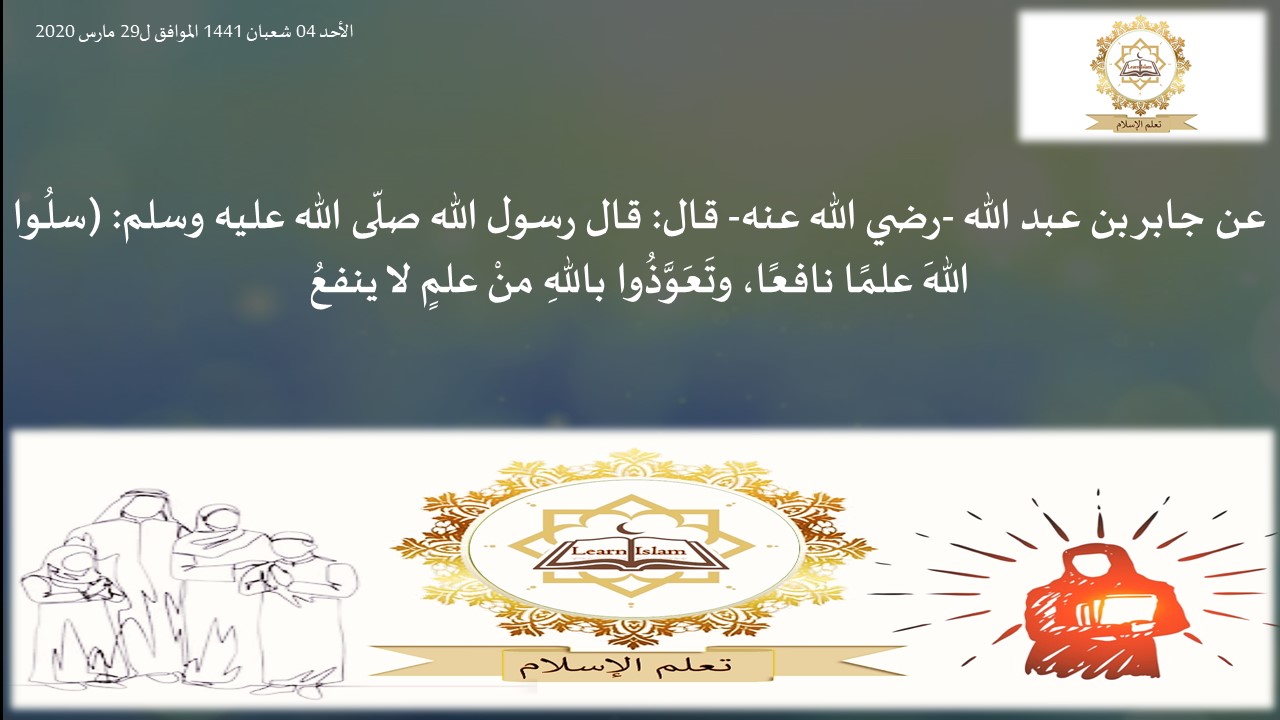 الأحد 04 شعبان 1441 الموافق ل29 مارس 2020
Learn Islam
تعلم الإسلام
عن جابر بن عبد الله -رضي الله عنه- قال: قال رسول الله صلّى الله عليه وسلم: (سلُوا
اللهَ علمًا نافعًا، وتَعَوَّذُوا باللهِ منْ علمٍ لا ينفعُ
Learn Islam
تعلم الإسلام